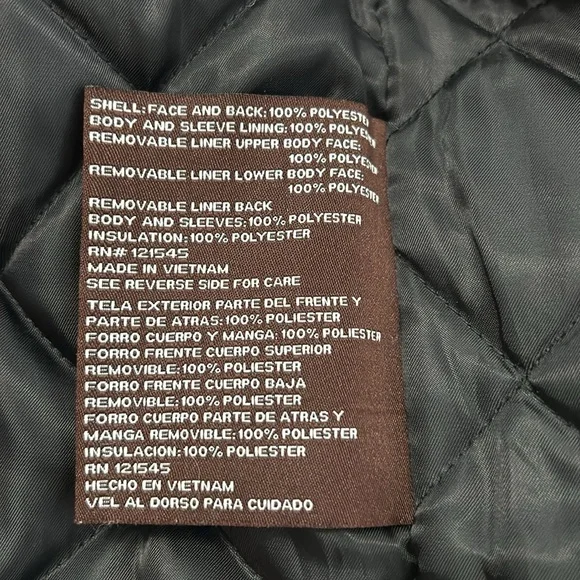 SHELL: FACE AND BACK: 100% POLYESTER
BODY AND SLEEVE LINING: 100% POLYESTER
REMOVABLE LINER UPPER BODY FACE:
100% POLYESTER
REMOVABLE LINER LOWER BODY FACE:
100% POLYESTER
REMOVABLE LINER BACK
BODY AND SLEEVES: 100% POLYESTER
INSULATION: 100% POLYESTER
RN# 121545
MADE IN VIETNAM
SEE REVERSE SIDE FOR CARE
TELA EXTERIOR PARTE DEL FRENTE Y
PARTE DE ATRAS: 100% POLIESTER
FORRO CUERPO Y MANGA: 100% POLIESTER
FORRO FRENTE CUERPO SUPERIOR
REMOVIBLE: 100% POLIESTER
FORRO FRENTE CUERPO BAJA
REMOVIBLE: 100% POLIESTER
FORRO CUERPO PARTE DE ATRAS Y
MANGA REMOVIBLE: 100% POLIESTER
INSULACION: 100% POLIESTER
RN 121545
HECHO EN VIETNAM
VEL AL DORSO PARA CUIDADO